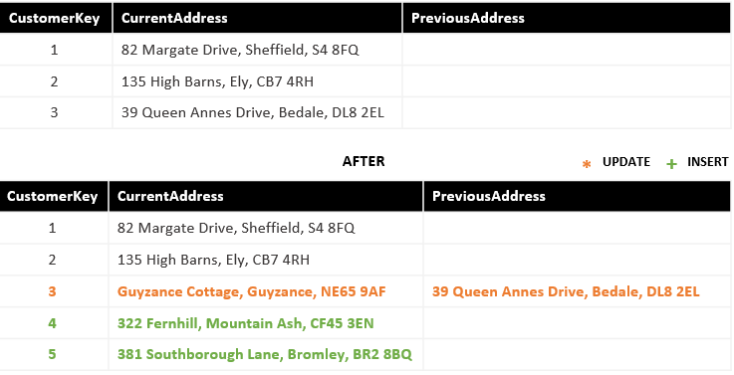 CustomerKey CurrentAddress PreviousAddress
1 82 Margate Drive, Sheffield, S4 8FQ
2 135 High Barns, Ely, CB7 4RH
3 39 Queen Annes Drive, Bedale, DL8 2EL
AFTER * UPDATE + INSERT
CustomerKey CurrentAddress PreviousAddress
1 82 Margate Drive, Sheffield, S4 8FQ
2 135 High Barns, Ely, CB7 4RH
3 Guyzance Cottage, Guyzance, NE65 9AF 39 Queen Annes Drive, Bedale, DL8 2EL
4 322 Fernhill, Mountain Ash, CF45 3EN
5 381 Southborough Lane, Bromley, BR2 8BQ